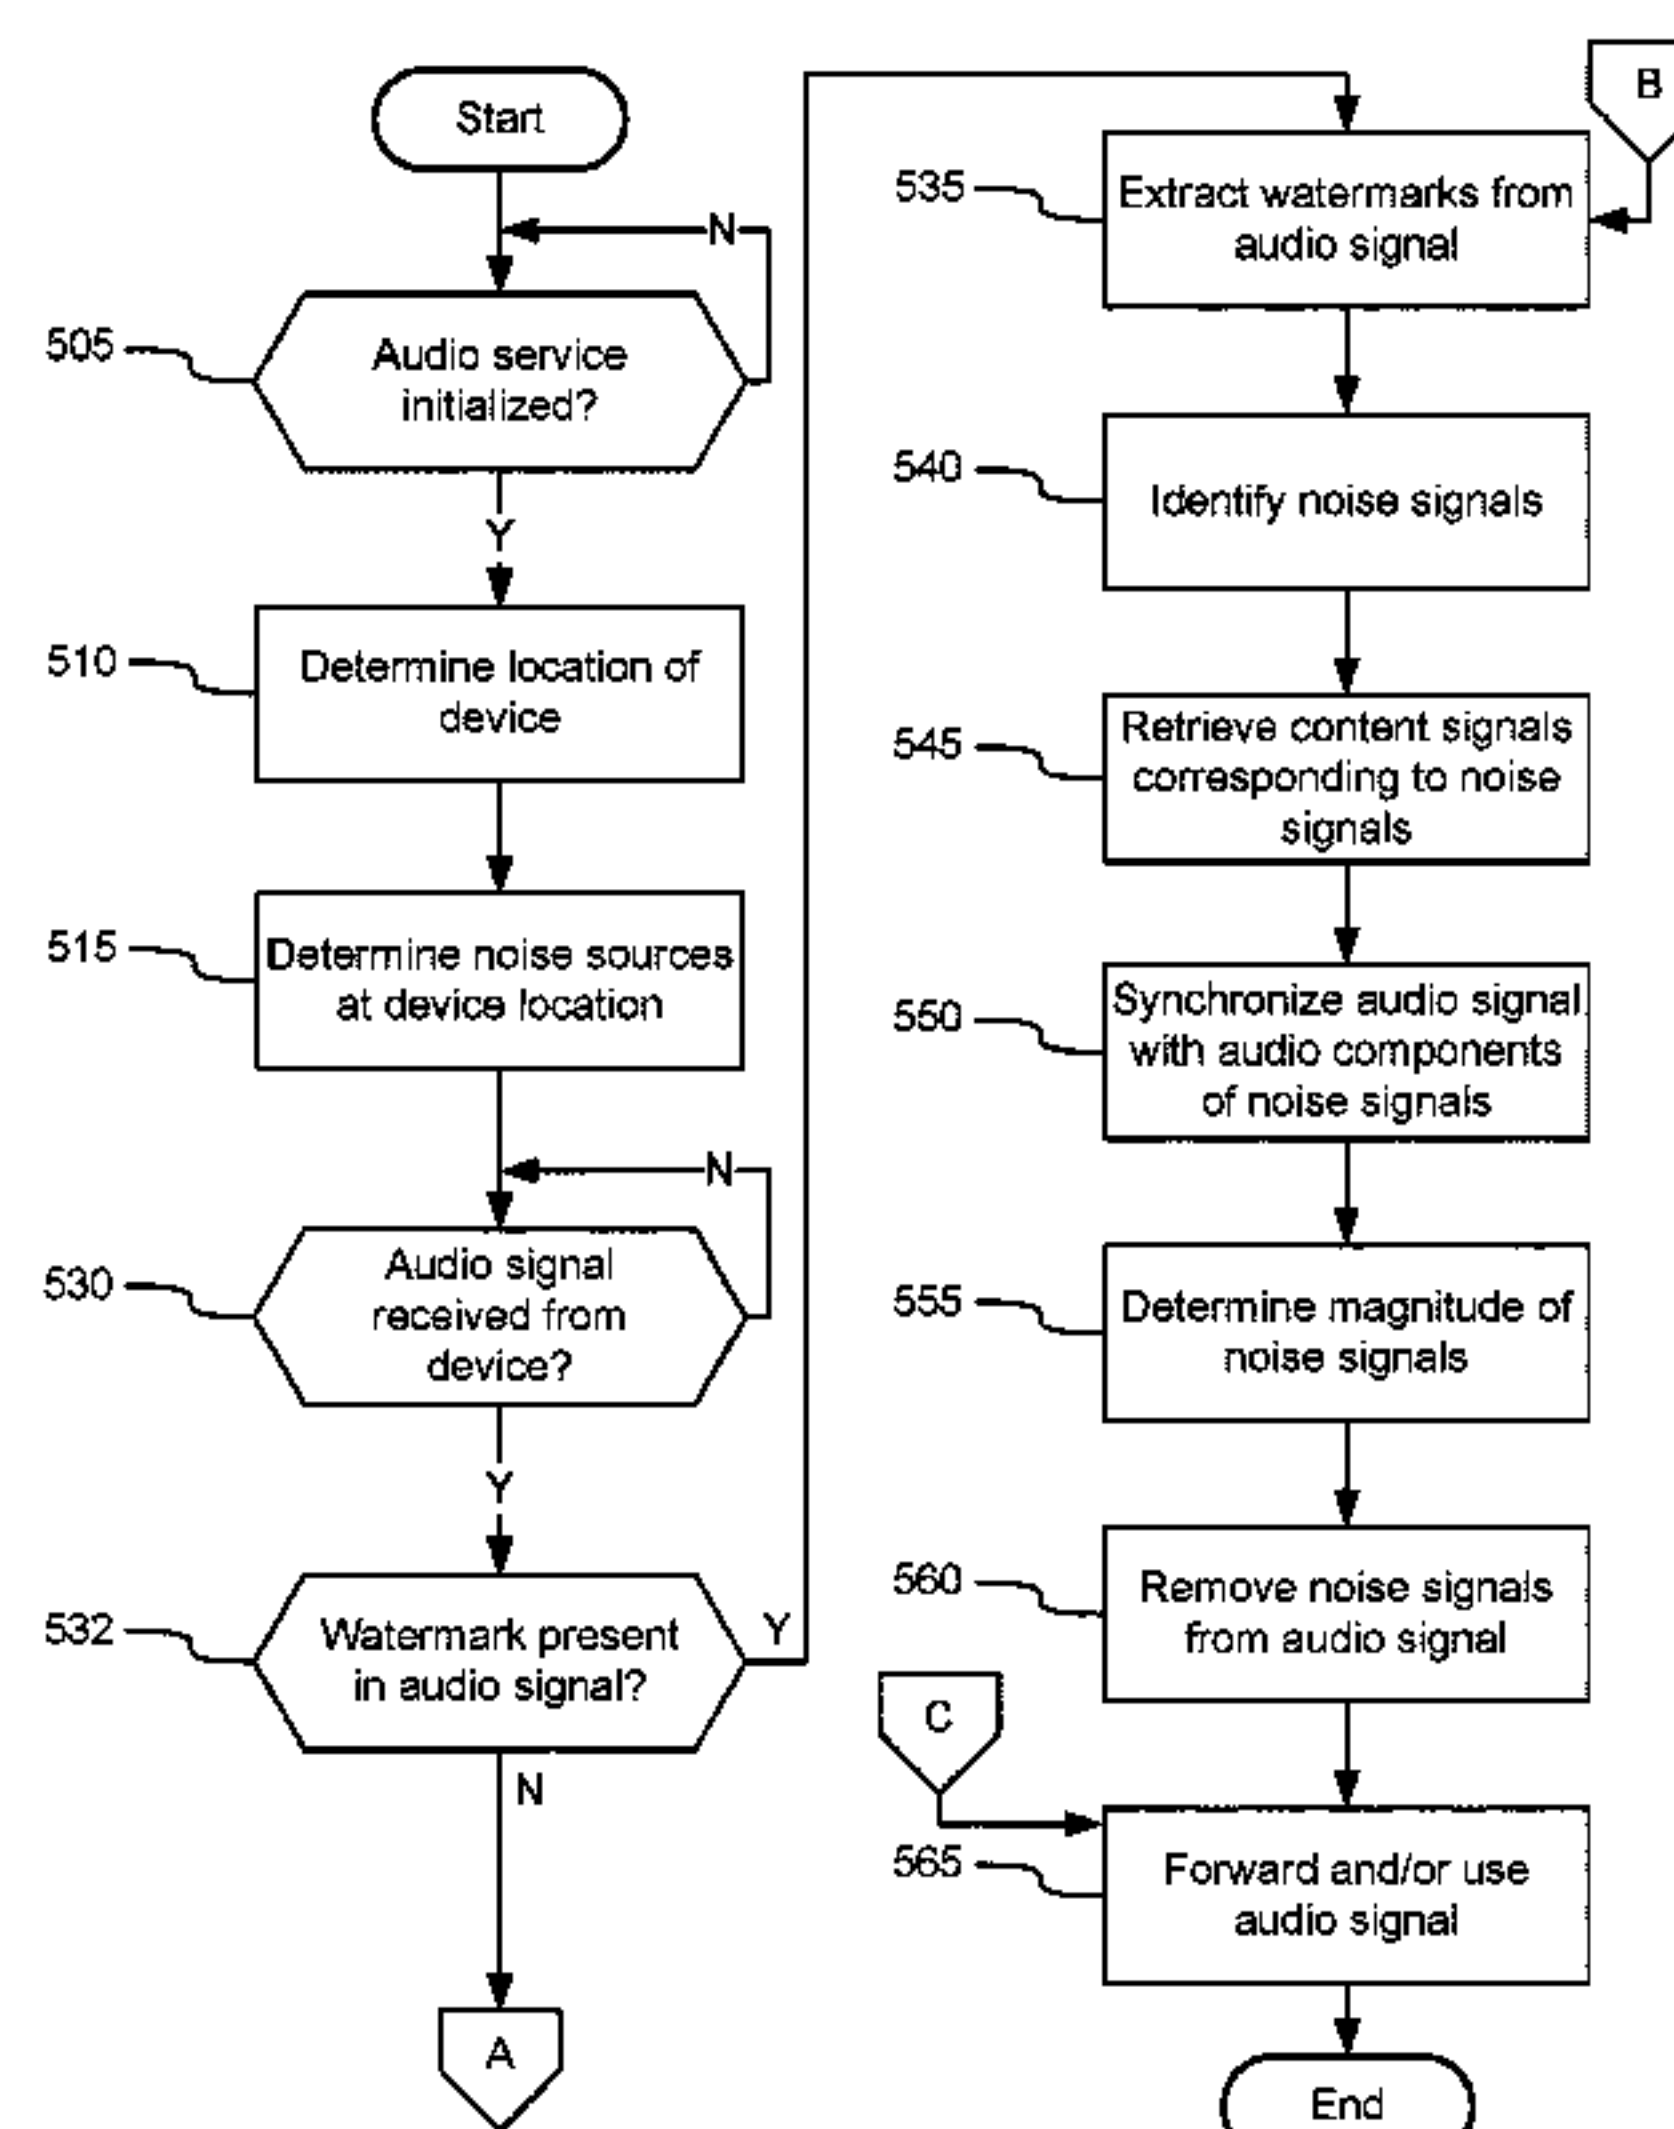 Start
N
505
Audio service
initialized?
Y
510
Determine location of
device
515
Determine noise sources
at device location
N
530
Audio signal
received from
device?
Y
532
Watermark present
in audio signal?
Y
N
A
B
535
Extract watermarks from
audio signal
540
Identify noise signals
545
Retrieve content signals
corresponding to noise
signals
550
Synchronize audio signal
with audio components
of noise signals
555
Determine magnitude of
noise signals
560
Remove noise signals
from audio signal
C
565
Forward and/or use
audio signal
End